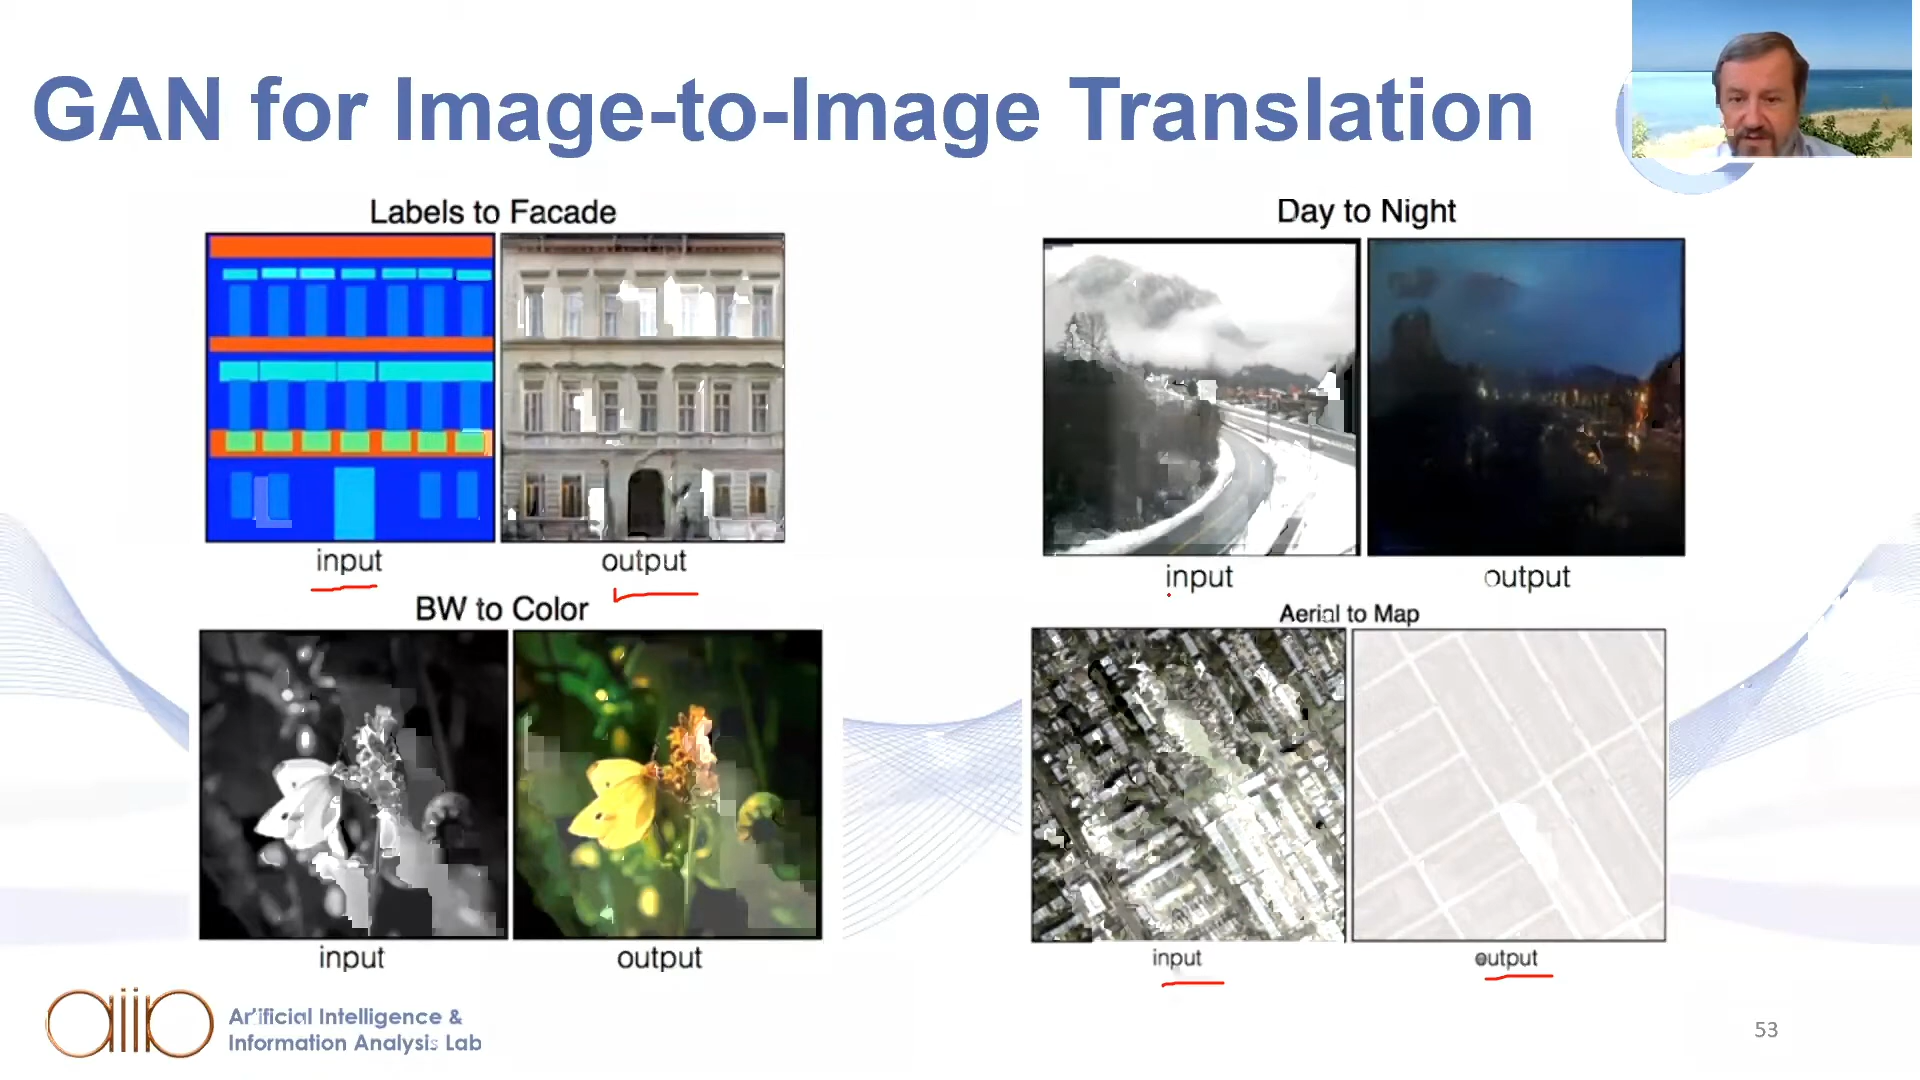 GAN for Image-to-Image Translation
Labels to Facade
input
output
Day to Night
input
output
BW to Color
input
output
Aerial to Map
input
output
aiia
Artificial Intelligence &
Information Analysis Lab
53